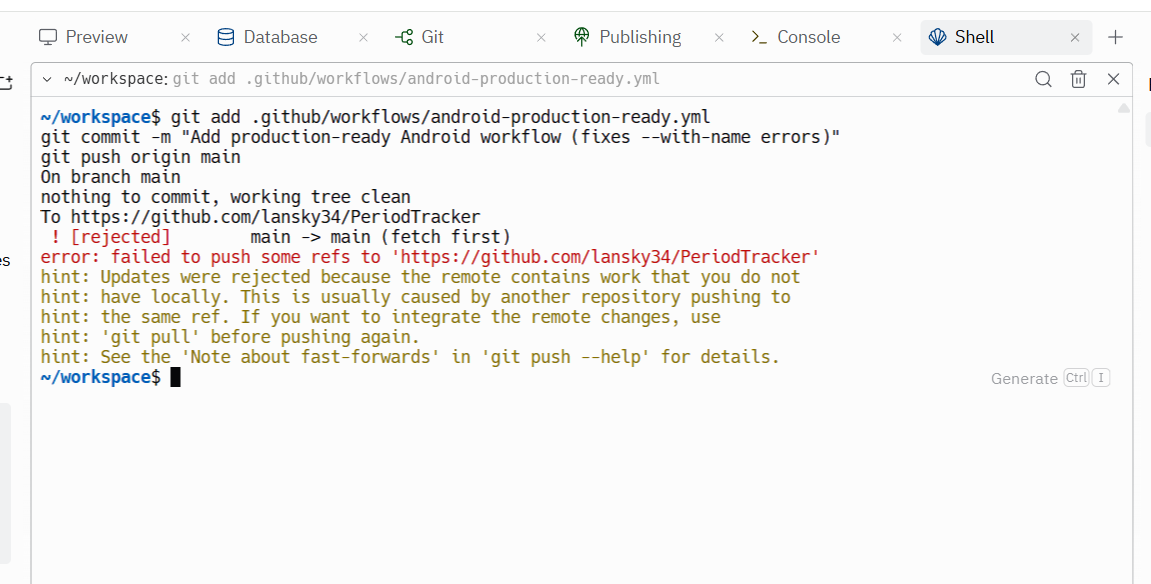 Preview × Database × Git × Publishing × Console × Shell ×
~/workspace: git add .github/workflows/android-production-ready.yml
~/workspace$ git add .github/workflows/android-production-ready.yml
git commit -m "Add production-ready Android workflow (fixes --with-name errors)"
git push origin main
On branch main
nothing to commit, working tree clean
To https://github.com/lansky34/PeriodTracker
! [rejected]        main -> main (fetch first)
error: failed to push some refs to 'https://github.com/lansky34/PeriodTracker'
hint: Updates were rejected because the remote contains work that you do not
hint: have locally. This is usually caused by another repository pushing to
hint: the same ref. If you want to integrate the remote changes, use
hint: 'git pull' before pushing again.
hint: See the 'Note about fast-forwards' in 'git push --help' for details.
~/workspace$
Generate Ctrl I